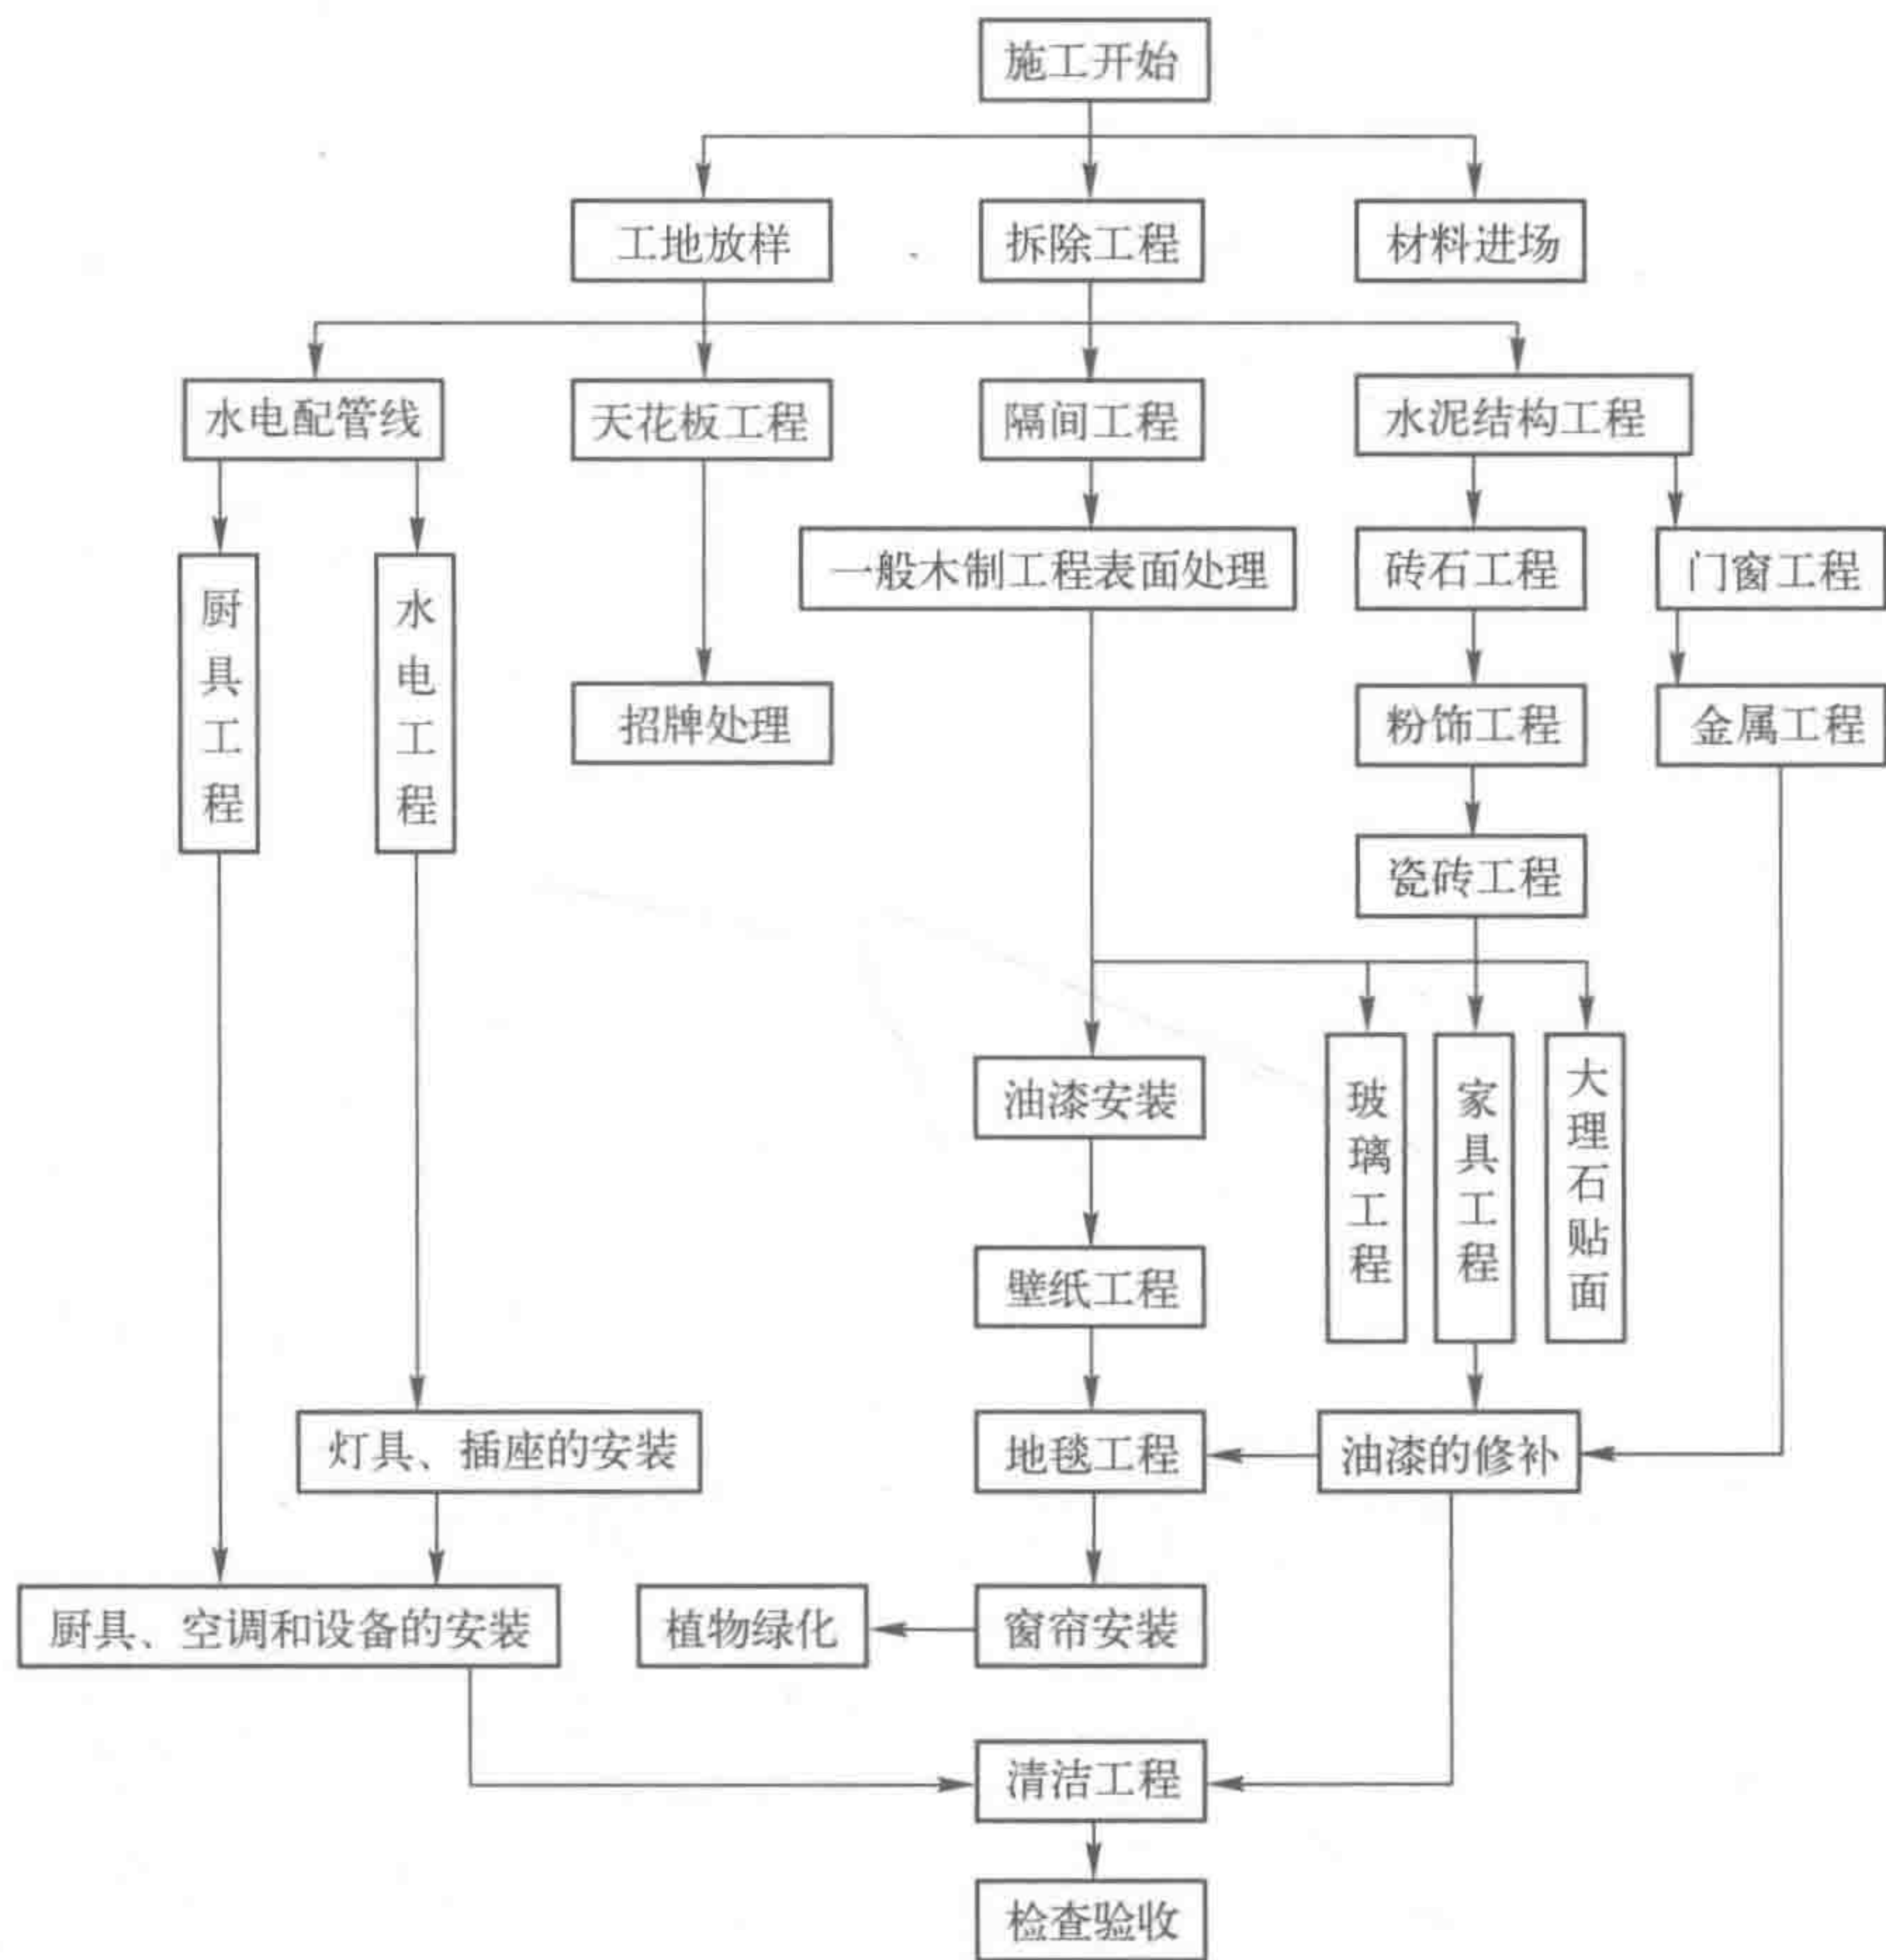 施工开始
工地放样
拆除工程
材料进场
水电配管线
天花板工程
隔间工程
水泥结构工程
一般木制工程表面处理
砖石工程
门窗工程
厨具工程
水电工程
招牌处理
粉饰工程
金属工程
瓷砖工程
油漆安装
玻璃工程
家具工程
大理石贴面
壁纸工程
灯具、插座的安装
地毯工程
油漆的修补
厨具、空调和设备的安装
植物绿化
窗帘安装
清洁工程
检查验收